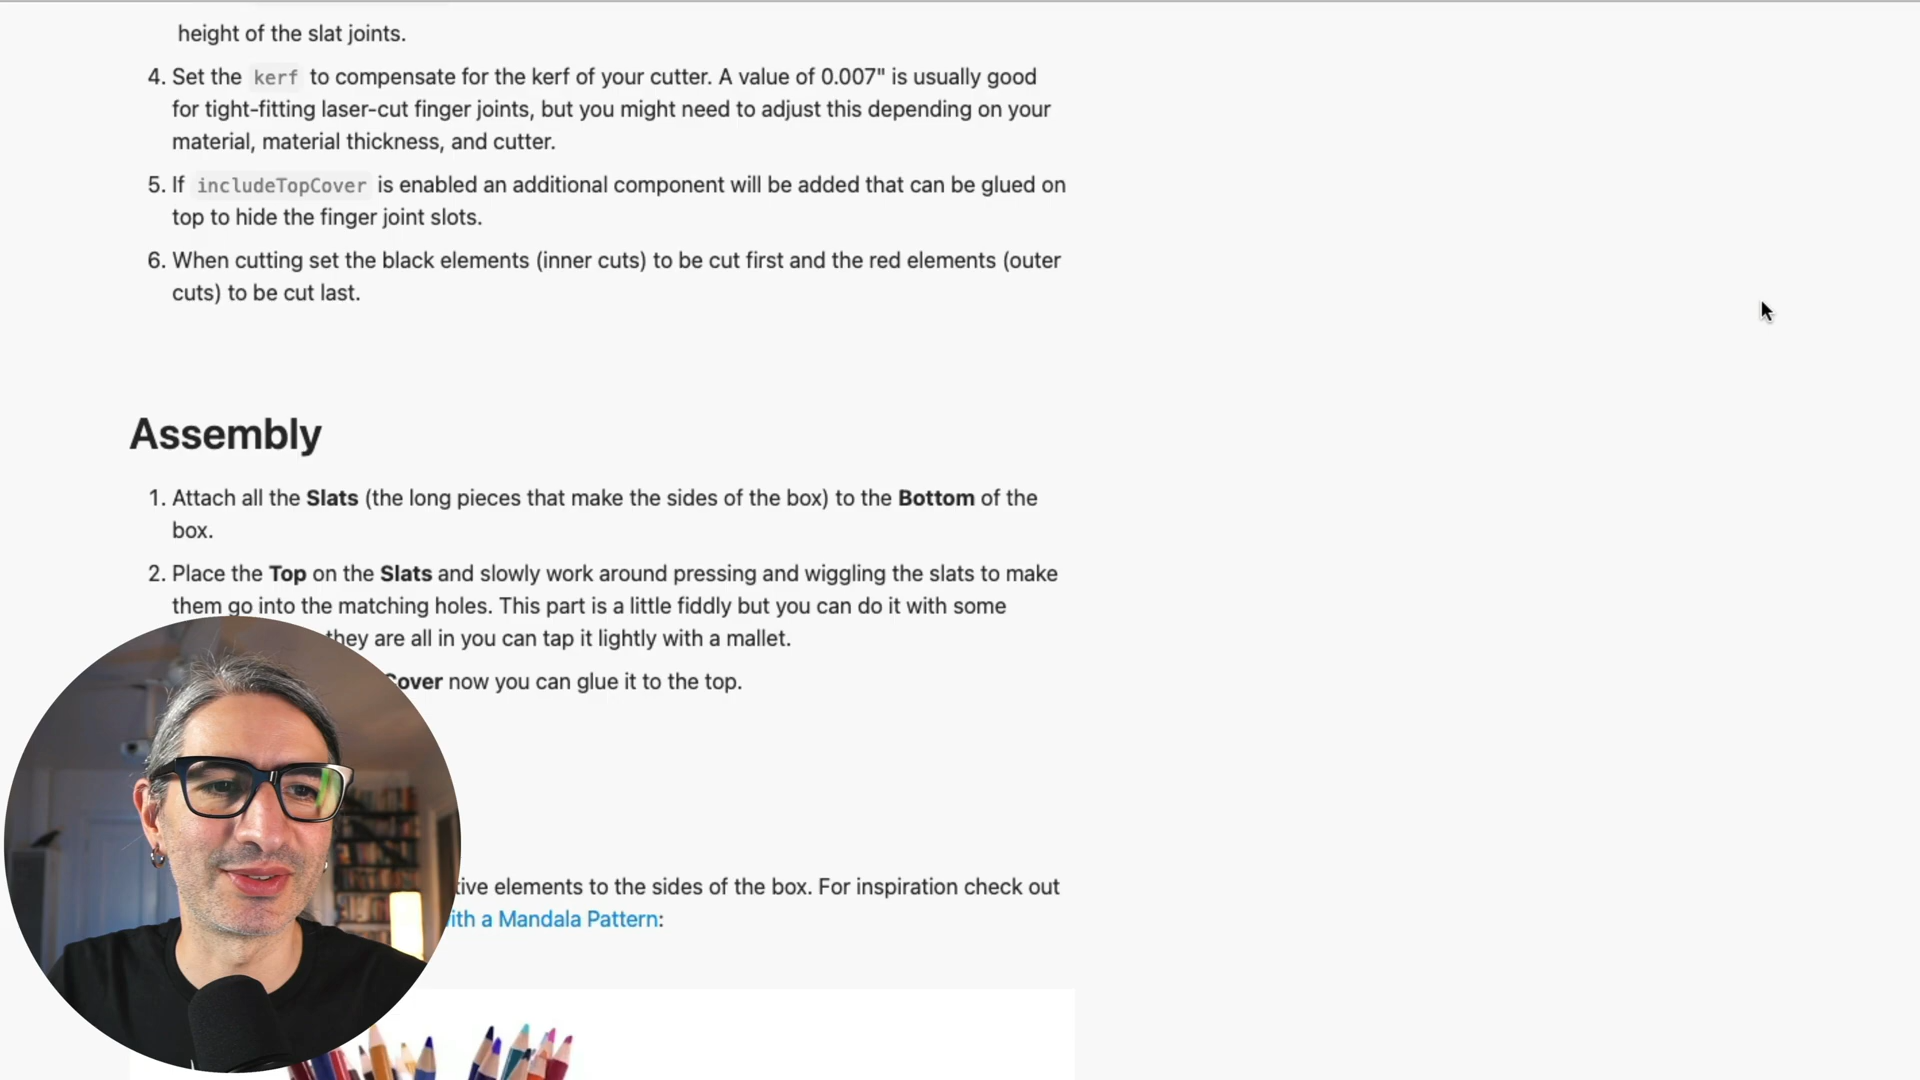 height of the slat joints.
4. Set the kerf to compensate for the kerf of your cutter. A value of 0.007" is usually good
for tight-fitting laser-cut finger joints, but you might need to adjust this depending on your
material, material thickness, and cutter.
5. If includeTopCover is enabled an additional component will be added that can be glued on
top to hide the finger joint slots.
6. When cutting set the black elements (inner cuts) to be cut first and the red elements (outer
cuts) to be cut last.
Assembly
1. Attach all the Slats (the long pieces that make the sides of the box) to the Bottom of the
box.
2. Place the Top on the Slats and slowly work around pressing and wiggling the slats to make
them go into the matching holes. This part is a little fiddly but you can do it with some
they are all in you can tap it lightly with a mallet.
Cover now you can glue it to the top.
tive elements to the sides of the box. For inspiration check out
ith a Mandala Pattern: